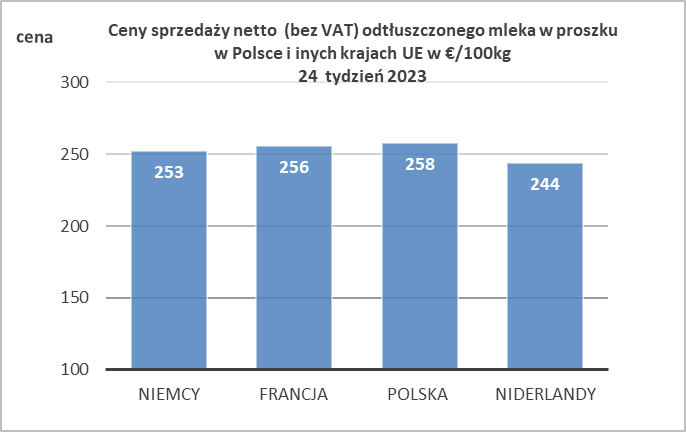 cena
Ceny sprzedaży netto  (bez VAT) odtłuszczonego mleka w proszku
w Polsce i inych krajach UE w €/100kg
24  tydzień 2023
300
250
200
150
100
253
256
258
244
NIEMCY
FRANCJA
POLSKA
NIDERLANDY